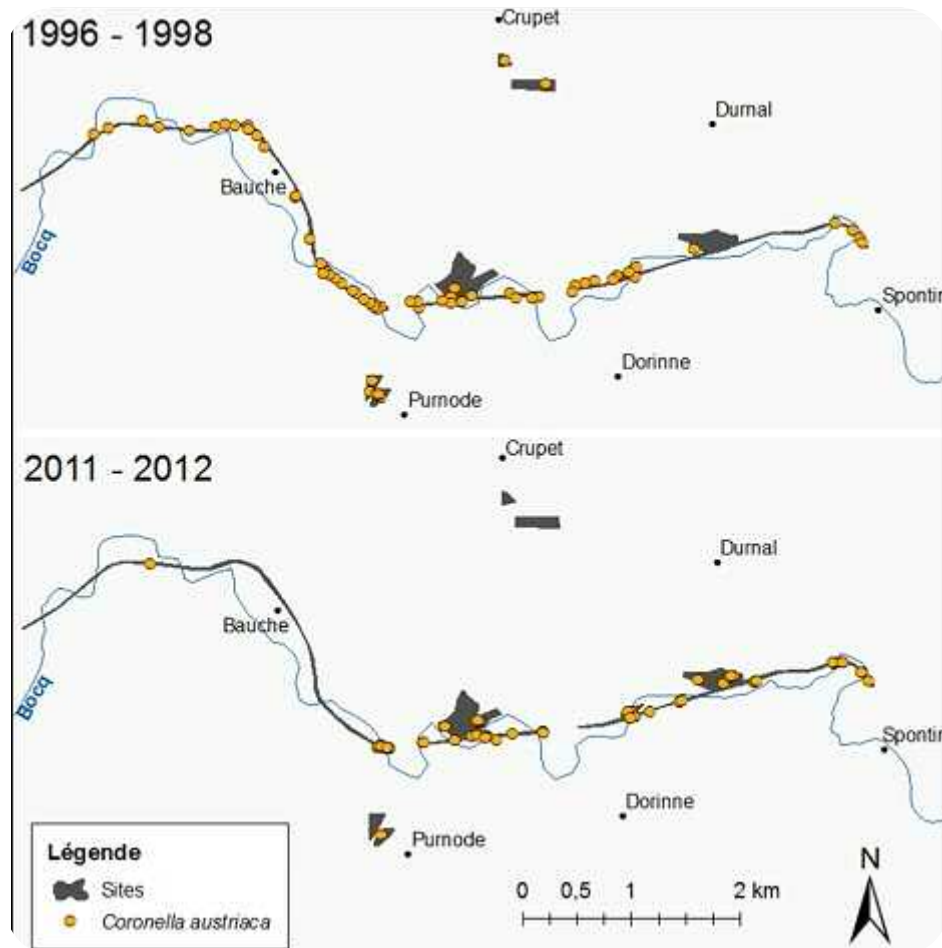 1996 - 1998
Crupet
Durnal
Bauche
Bocq
Spontin
Dorinne
Purnode
2011 - 2012
Crupet
Durnal
Bauche
Bocq
Spontin
Dorinne
Purnode
Légende
Sites
Coronella austriaca
0 0,5 1 2 km
N